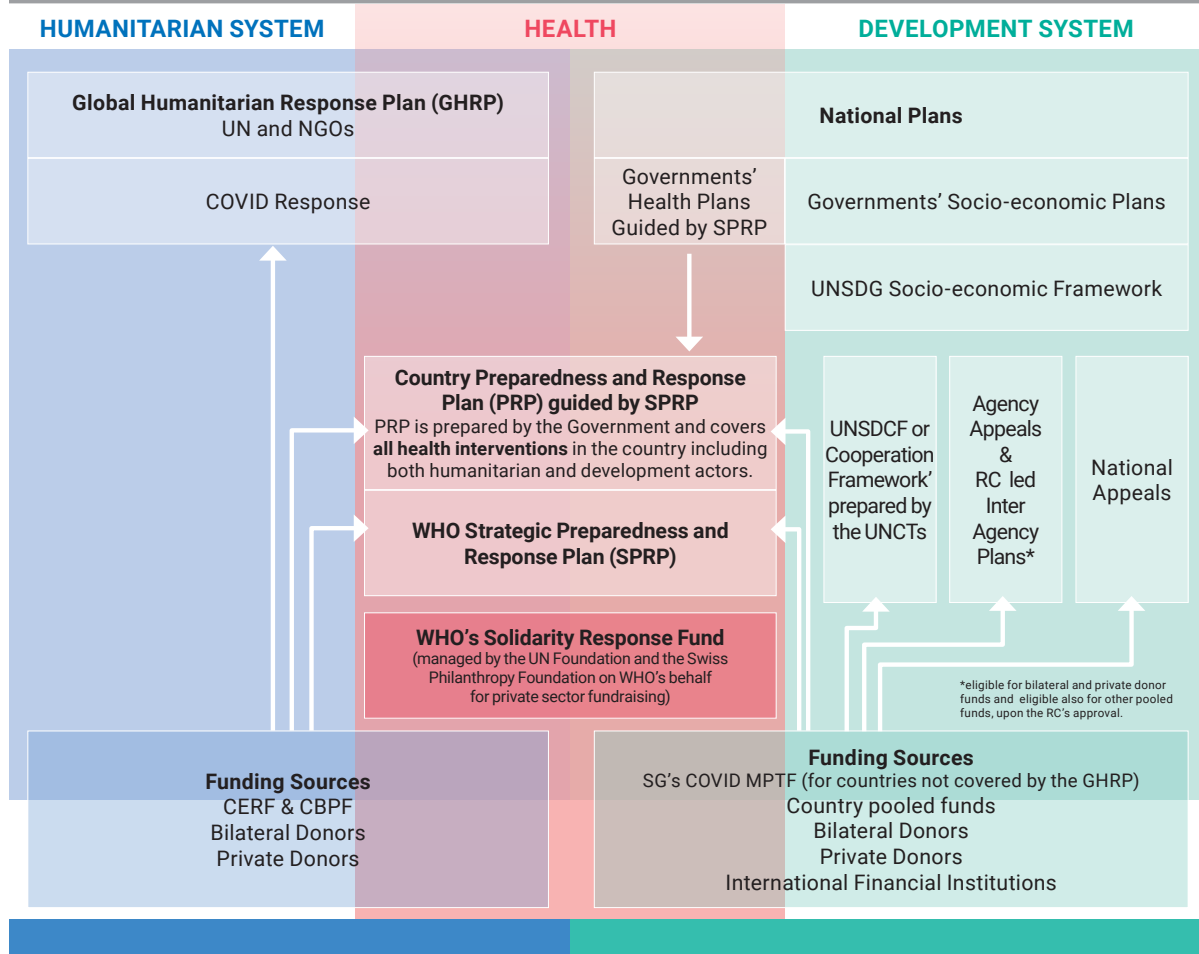 HUMANITARIAN SYSTEM
HEALTH
DEVELOPMENT SYSTEM
Global Humanitarian Response Plan (GHRP)
UN and NGOs
COVID Response
National Plans
Governments’
Health Plans
Guided by SPRP
Governments’ Socio-economic Plans
UNSDG Socio-economic Framework
Country Preparedness and Response
Plan (PRP) guided by SPRP
PRP is prepared by the Government and covers
all health interventions in the country including
both humanitarian and development actors.
WHO Strategic Preparedness and
Response Plan (SPRP)
WHO’s Solidarity Response Fund
(managed by the UN Foundation and the Swiss
Philanthropy Foundation on WHO’s behalf
for private sector fundraising)
UNSDCF or
Cooperation
Framework’
prepared by
the UNCTs
Agency
Appeals
&
RC led
Inter
Agency
Plans*
National
Appeals
*eligible for bilateral and private donor
funds and eligible also for other pooled
funds, upon the RC’s approval.
Funding Sources
CERF & CBPF
Bilateral Donors
Private Donors
Funding Sources
SG’s COVID MPTF (for countries not covered by the GHRP)
Country pooled funds
Bilateral Donors
Private Donors
International Financial Institutions